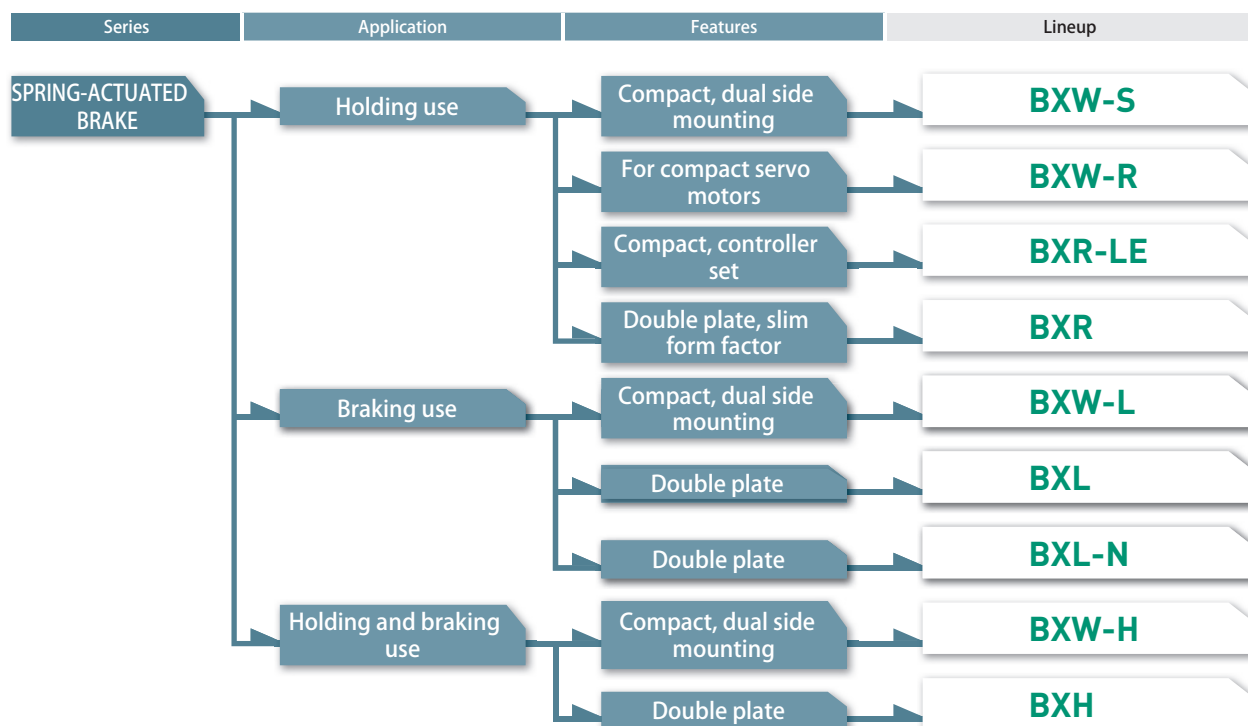 Series Application Features Lineup
SPRING-ACTUATED
BRAKE
Holding use
Compact, dual side
mounting
BXW-S
For compact servo
motors
BXW-R
Compact, controller
set
BXR-LE
Double plate, slim
form factor
BXR
Braking use
Compact, dual side
mounting
BXW-L
Double plate
BXL
Double plate
BXL-N
Holding and braking
use
Compact, dual side
mounting
BXW-H
Double plate
BXH